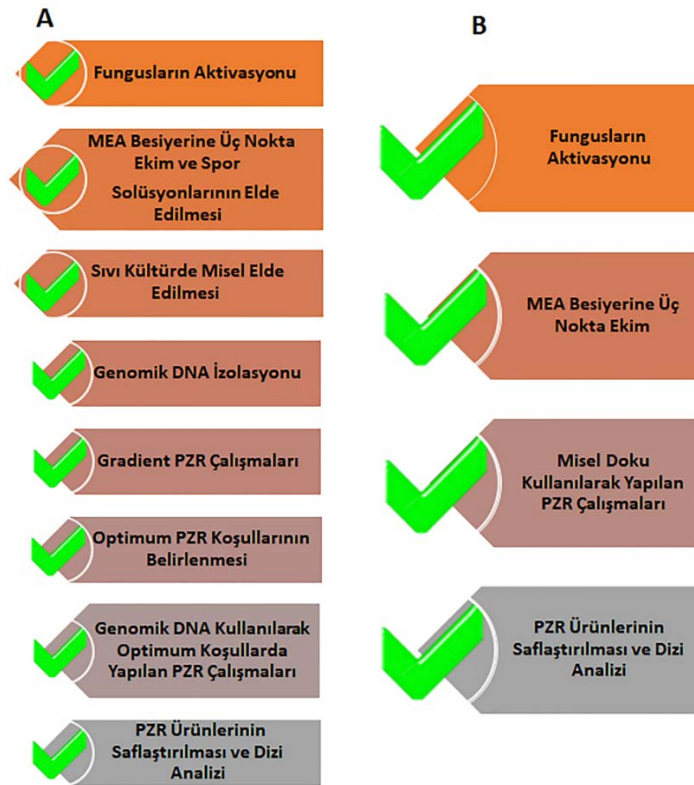 A
Fungusların Aktivasyonu
MEA Besiyerine Üç Nokta
Ekim ve Spor
Solüsyonlarının Elde
Edilmesi
Sıvı Kültürde Misel Elde
Edilmesi
Genomik DNA İzolasyonu
Gradient PZR Çalışmaları
Optimum PZR Koşullarının
Belirlenmesi
Genomik DNA Kullanılarak
Optimum Koşullarda
Yapılan PZR Çalışmaları
PZR Ürünlerinin
Saflaştırılması ve Dizi
Analizi
B
Fungusların
Aktivasyonu
MEA Besiyerine Üç
Nokta Ekim
Misel Doku
Kullanılarak Yapılan
PZR Çalışmaları
PZR Ürünlerinin
Saflaştırılması ve Dizi
Analizi